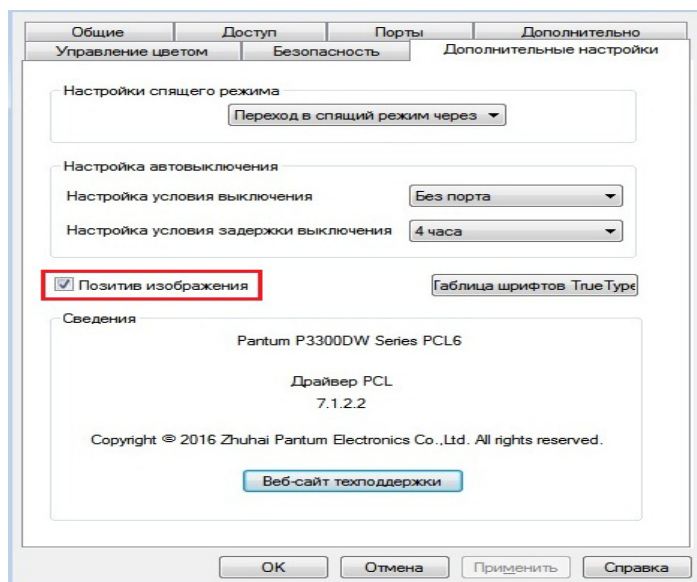 Общие Доступ Порты Дополнительно
Управление цветом Безопасность Дополнительные настройки
Настройки спящего режима
Переход в спящий режим через
Настройка автовыключения
Настройка условия выключения Без порта
Настройка условия задержки выключения 4 часа
Позитив изображения Таблица шрифтов TrueType
Сведения
Pantum P3300DW Series PCL6
Драйвер PCL
7.1.2.2
Copyright © 2016 Zhuhai Pantum Electronics Co.,Ltd. All rights reserved.
Веб-сайт техподдержки
OK Отмена Применить Справка